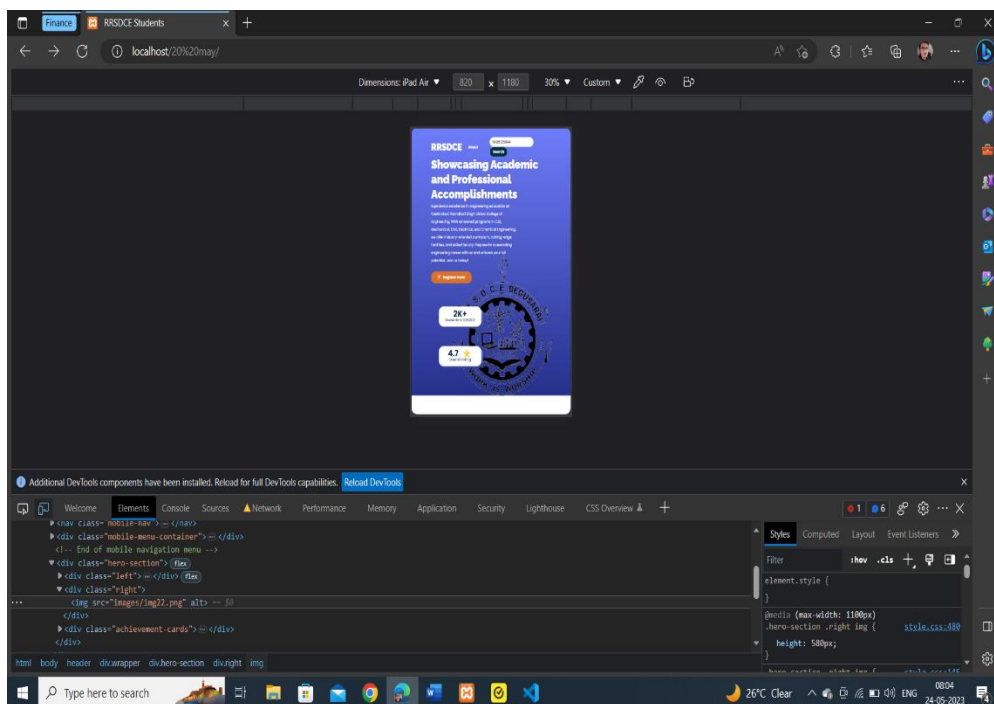 Finance
RRSDCE Students
localhost/20%20may/
Dimensions: iPad Air ▼ 820 x 1180 30% ▼ Custom ▼
RRSDCE
Showcasing Academic
and Professional
Accomplishments
Register Now
2K+
4.7
WORK IS WORSHIP
Additional DevTools components have been installed. Reload for full DevTools capabilities. Reload DevTools
Welcome Elements Console Sources Network Performance Memory Application Security Lighthouse CSS Overview 1 6
<nav class="mobile-nav">⋯</nav>
<div class="mobile-menu-container">⋯</div>
<!-- End of mobile navigation menu -->
<div class="hero-section"> flex
<div class="left">⋯</div> flex
<div class="right">
<img src="images/img22.png" alt> == $0
</div>
<div class="achievement-cards">⋯</div>
</div>
html body header div.wrapper div.hero-section div.right img
Styles Computed Layout Event Listeners
Filter :hov .cls
element.style {
}
@media (max-width: 1100px)
.hero-section .right img { style.css:480
height: 580px;
}
Type here to search
26°C Clear ENG 08:04
24-05-2023